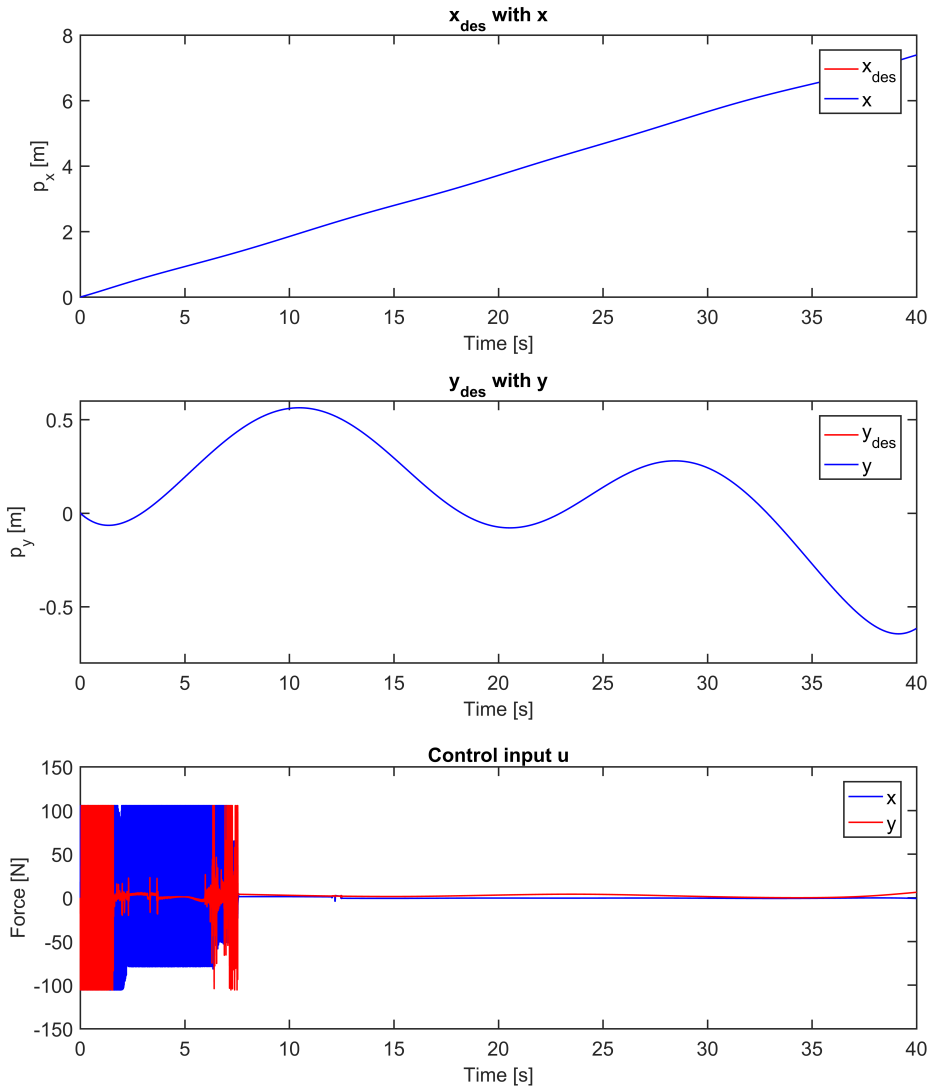 x_des with x
8
6
4
2
0
p_x [m]
x_des
x
0 5 10 15 20 25 30 35 40
Time [s]
y_des with y
0.5
0
-0.5
p_y [m]
y_des
y
0 5 10 15 20 25 30 35 40
Time [s]
Control input u
150
100
50
0
-50
-100
-150
Force [N]
x
y
0 5 10 15 20 25 30 35 40
Time [s]